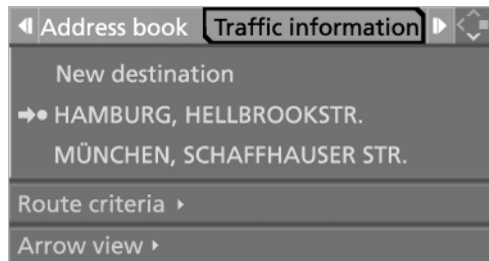 Address book Traffic information
New destination
HAMBURG, HELLBROOKSTR.
MÜNCHEN, SCHAFFHAUSER STR.
Route criteria
Arrow view